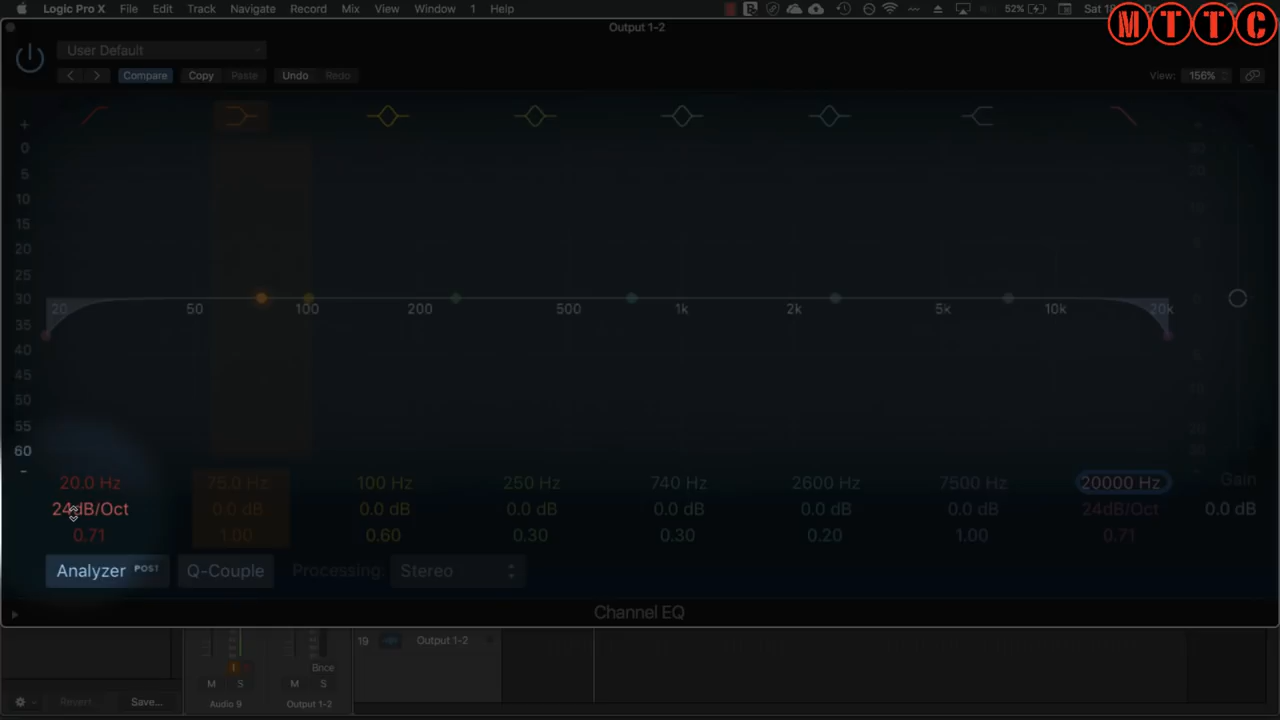 Logic Pro X File Edit Track Navigate Record Mix View Window 1 Help 52% Sat 18
MTTC
Output 1-2
User Default
Compare Copy Paste Undo Redo View: 156%
+
0
5
10
15
20
25
30
35
40
45
50
55
60
-
20 50 100 200 500 1k 2k 5k 10k 20k
20.0 Hz 75.0 Hz 100 Hz 250 Hz 740 Hz 2600 Hz 7500 Hz 20000 Hz Gain
24dB/Oct 0.0 dB 0.0 dB 0.0 dB 0.0 dB 0.0 dB 0.0 dB 24dB/Oct 0.0 dB
0.71 1.00 0.60 0.30 0.30 0.20 1.00 0.71
Analyzer POST Q-Couple Processing: Stereo
Channel EQ
19 Output 1-2
I Bnce
M S M S
Revert Save... Audio 9 Output 1-2